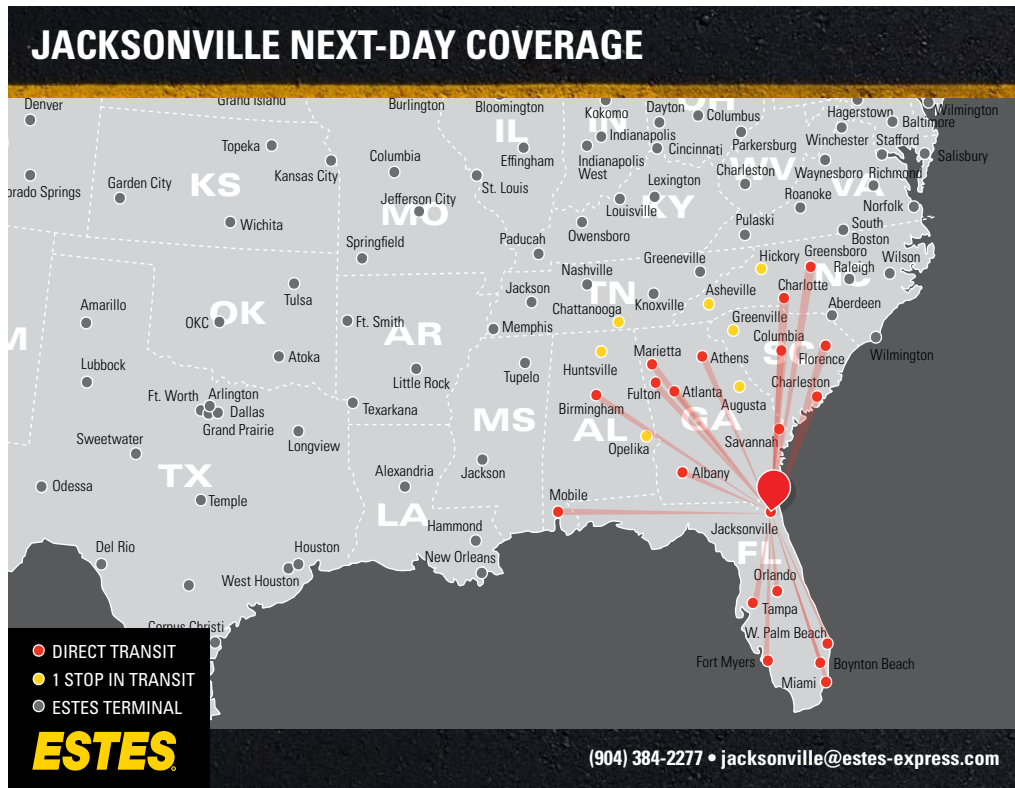 JACKSONVILLE NEXT-DAY COVERAGE
Denver
Grand Island
Burlington
Bloomington
Kokomo
Dayton
OH
Columbus
Hagerstown
Wilmington
Baltimore
IL
IN
Indianapolis
Parkersburg
Winchester
Stafford
Topeka
Columbia
Effingham
Indianapolis
West
Cincinnati
WV
Salisbury
Kansas City
Charleston
Waynesboro
Richmond
orado Springs
Garden City
KS
St. Louis
Lexington
Roanoke
VA
Jefferson City
MO
Louisville
KY
Norfolk
Wichita
Owensboro
Pulaski
South
Boston
Springfield
Paducah
Greeneville
Hickory
Greensboro
Wilson
Nashville
Raleigh
NC
Tulsa
Jackson
TN
Knoxville
Asheville
Charlotte
Amarillo
OKC
OK
Chattanooga
Greenville
Aberdeen
Ft. Smith
AR
Memphis
Columbia
M
Wilmington
Atoka
Marietta
Athens
SC
Florence
Lubbock
Little Rock
Tupelo
Huntsville
Charleston
Ft. Worth
Arlington
Fulton
Atlanta
Dallas
Texarkana
Birmingham
Augusta
Grand Prairie
MS
AL
GA
Sweetwater
Longview
Opelika
Savannah
TX
Alexandria
Jackson
Albany
Odessa
Temple
Mobile
LA
Hammond
Jacksonville
Del Rio
Houston
New Orleans
FL
West Houston
Orlando
Tampa
Corpus Christi
W. Palm Beach
DIRECT TRANSIT
Fort Myers
Boynton Beach
1 STOP IN TRANSIT
Miami
ESTES TERMINAL
ESTES
(904) 384-2277 • jacksonville@estes-express.com